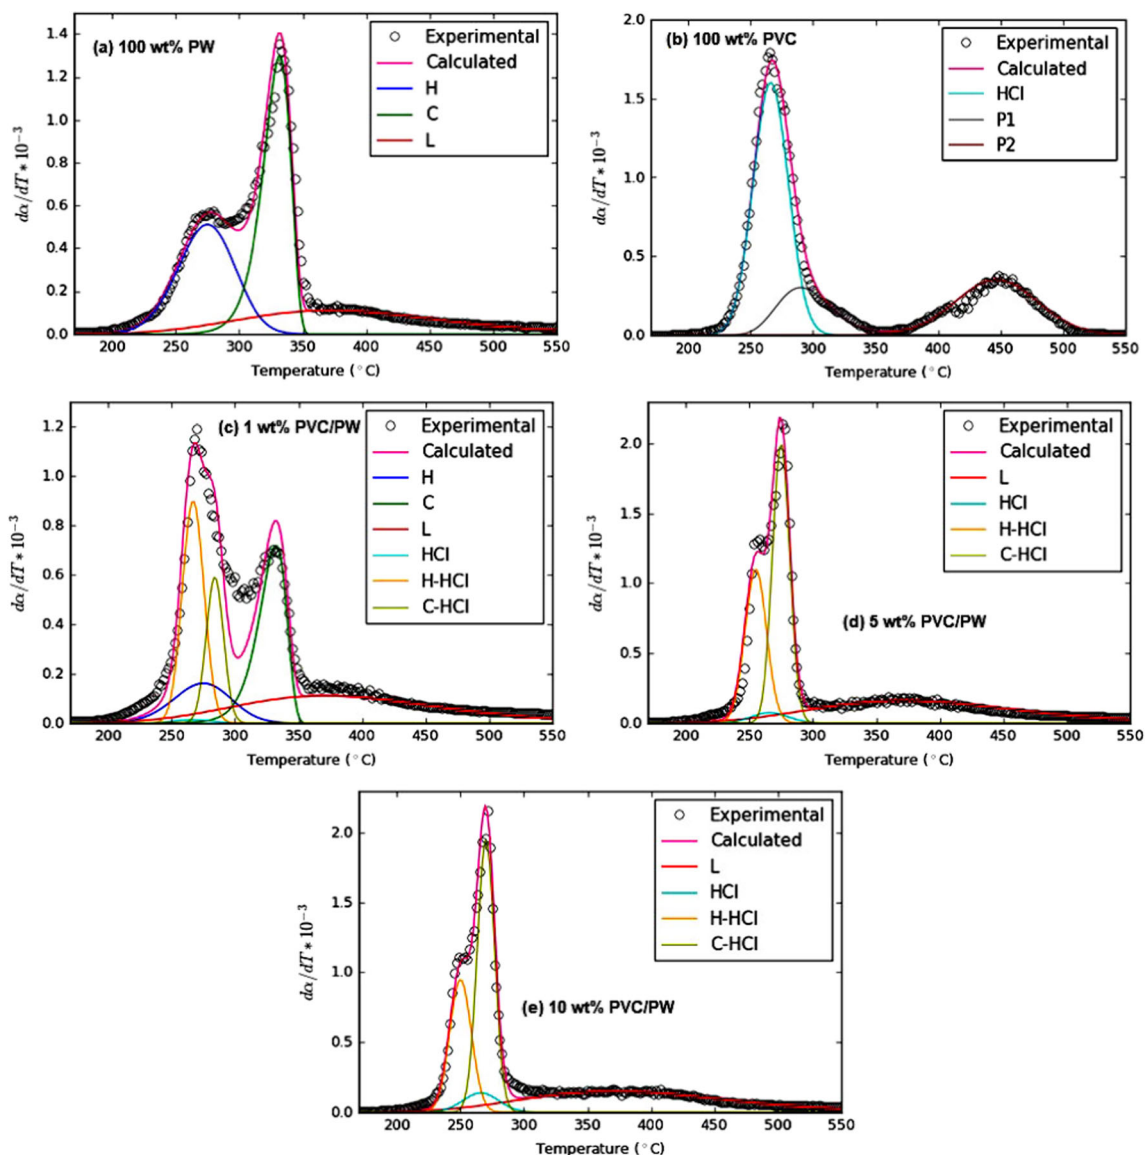 (a) 100 wt% PW
Experimental
Calculated
H
C
L
1.4
1.2
1.0
0.8
0.6
0.4
0.2
0.0
dα/dT∗10⁻³
200 250 300 350 400 450 500 550
Temperature (°C)
(b) 100 wt% PVC
Experimental
Calculated
HCl
P1
P2
2.0
1.5
1.0
0.5
0.0
dα/dT∗10⁻³
200 250 300 350 400 450 500 550
Temperature (°C)
(c) 1 wt% PVC/PW
Experimental
Calculated
H
C
L
HCl
H-HCl
C-HCl
1.2
1.0
0.8
0.6
0.4
0.2
0.0
dα/dT∗10⁻³
200 250 300 350 400 450 500 550
Temperature (°C)
Experimental
Calculated
L
HCl
H-HCl
C-HCl
(d) 5 wt% PVC/PW
2.0
1.5
1.0
0.5
0.0
dα/dT∗10⁻³
200 250 300 350 400 450 500 550
Temperature (°C)
Experimental
Calculated
L
HCl
H-HCl
C-HCl
(e) 10 wt% PVC/PW
2.0
1.5
1.0
0.5
0.0
dα/dT∗10⁻³
200 250 300 350 400 450 500 550
Temperature (°C)